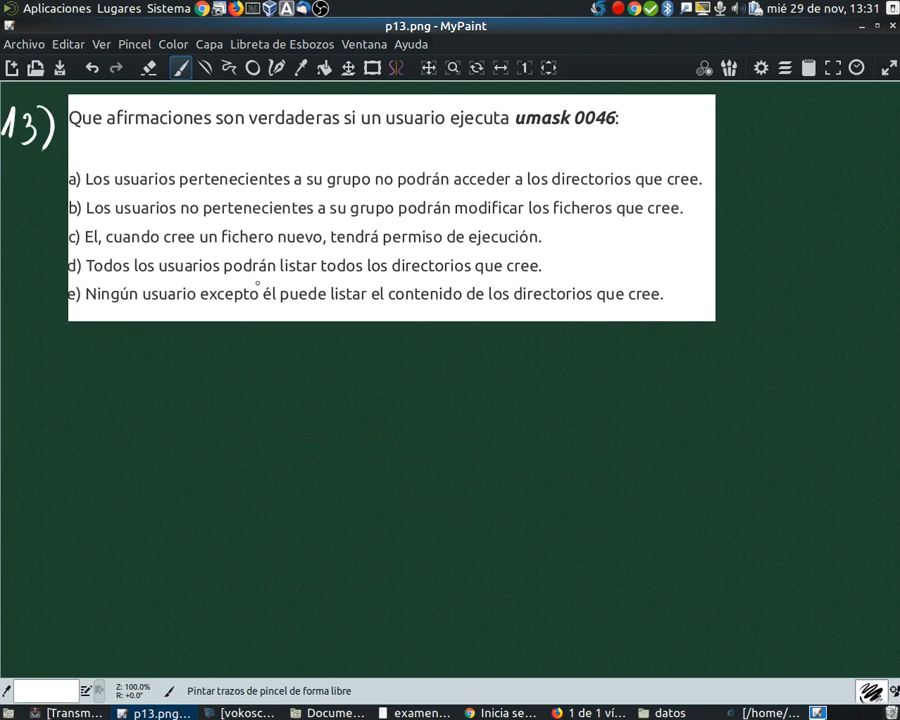 Aplicaciones Lugares Sistema mié 29 de nov, 13:31
p13.png - MyPaint
Archivo Editar Ver Pincel Color Capa Libreta de Esbozos Ventana Ayuda
13) Que afirmaciones son verdaderas si un usuario ejecuta umask 0046:
a) Los usuarios pertenecientes a su grupo no podrán acceder a los directorios que cree.
b) Los usuarios no pertenecientes a su grupo podrán modificar los ficheros que cree.
c) El, cuando cree un fichero nuevo, tendrá permiso de ejecución.
d) Todos los usuarios podrán listar todos los directorios que cree.
e) Ningún usuario excepto él puede listar el contenido de los directorios que cree.
Z: 100.0%
R: +0.0°
Pintar trazos de pincel de forma libre
[Transm... p13.png... [vokosc... Docume... examen... Inicia se... 1 de 1 ví... datos [/home/...